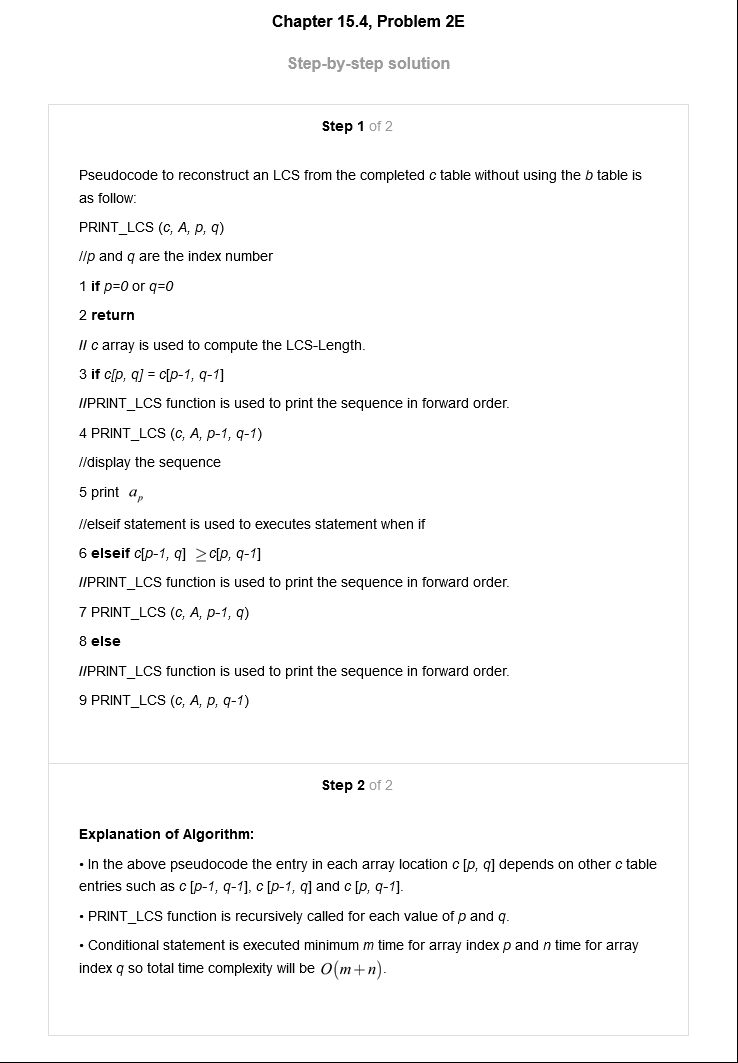 Chapter 15.4, Problem 2E
Step-by-step solution
Step 1 of 2
Pseudocode to reconstruct an LCS from the completed c table without using the b table is
as follow:
PRINT_LCS (c, A, p, q)
//p and q are the index number
1 if p=0 or q=0
2 return
// c array is used to compute the LCS-Length.
3 if c[p, q] = c[p-1, q-1]
//PRINT_LCS function is used to print the sequence in forward order.
4 PRINT_LCS (c, A, p-1, q-1)
//display the sequence
5 print a_p
//elseif statement is used to executes statement when if
6 elseif c[p-1, q] ≥ c[p, q-1]
//PRINT_LCS function is used to print the sequence in forward order.
7 PRINT_LCS (c, A, p-1, q)
8 else
//PRINT_LCS function is used to print the sequence in forward order.
9 PRINT_LCS (c, A, p, q-1)
Step 2 of 2
Explanation of Algorithm:
• In the above pseudocode the entry in each array location c [p, q] depends on other c table
entries such as c [p-1, q-1], c [p-1, q] and c [p, q-1].
• PRINT_LCS function is recursively called for each value of p and q.
• Conditional statement is executed minimum m time for array index p and n time for array
index q so total time complexity will be O(m+n).